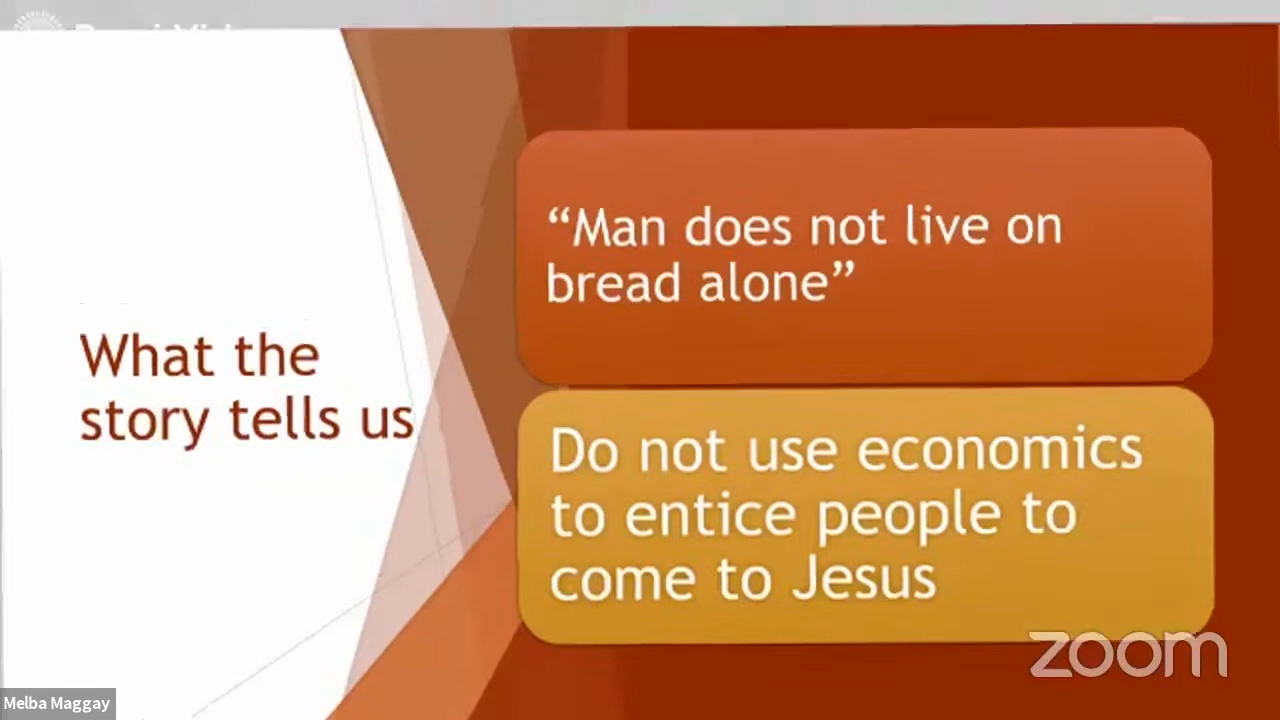 What the
story tells us
“Man does not live on
bread alone”
Do not use economics
to entice people to
come to Jesus
zoom
Melba Maggay